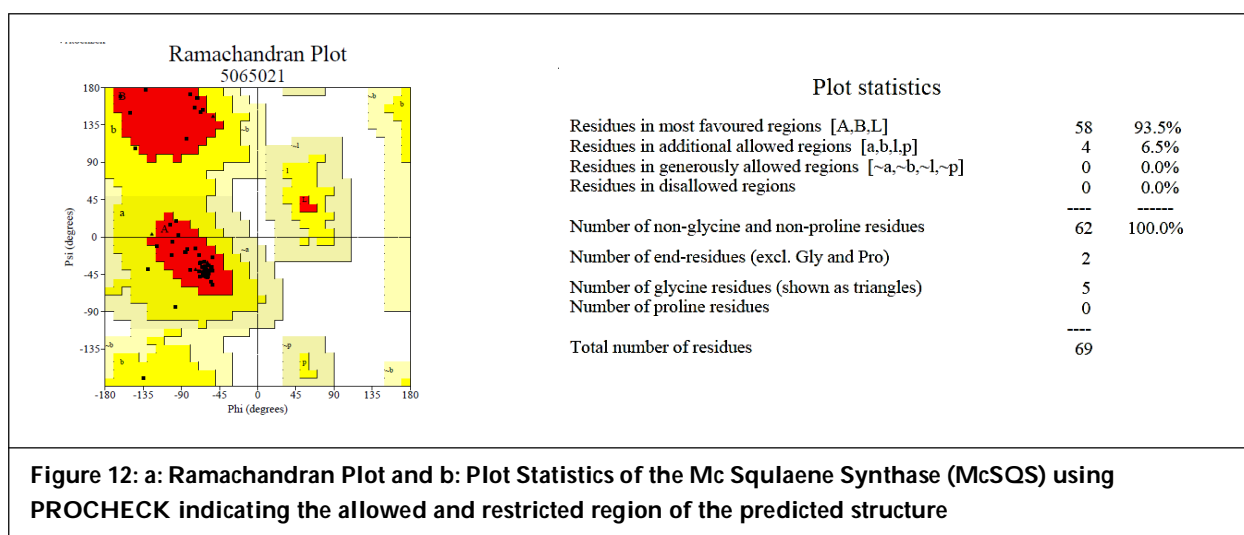 Ramachandran Plot
5065021
180
135
90
45
0
-45
-90
-135
Psi (degrees)
B
b
a
A
~b
~l
l
L
~a
~b
b
~b
b
~p
p
~b
-180 -135 -90 -45 0 45 90 135 180
Phi (degrees)
Plot statistics
Residues in most favoured regions [A,B,L] 58 93.5%
Residues in additional allowed regions [a,b,l,p] 4 6.5%
Residues in generously allowed regions [~a,~b,~l,~p] 0 0.0%
Residues in disallowed regions 0 0.0%
---- ------
Number of non-glycine and non-proline residues 62 100.0%
Number of end-residues (excl. Gly and Pro) 2
Number of glycine residues (shown as triangles) 5
Number of proline residues 0
----
Total number of residues 69
Figure 12: a: Ramachandran Plot and b: Plot Statistics of the Mc Squlaene Synthase (McSQS) using
PROCHECK indicating the allowed and restricted region of the predicted structure